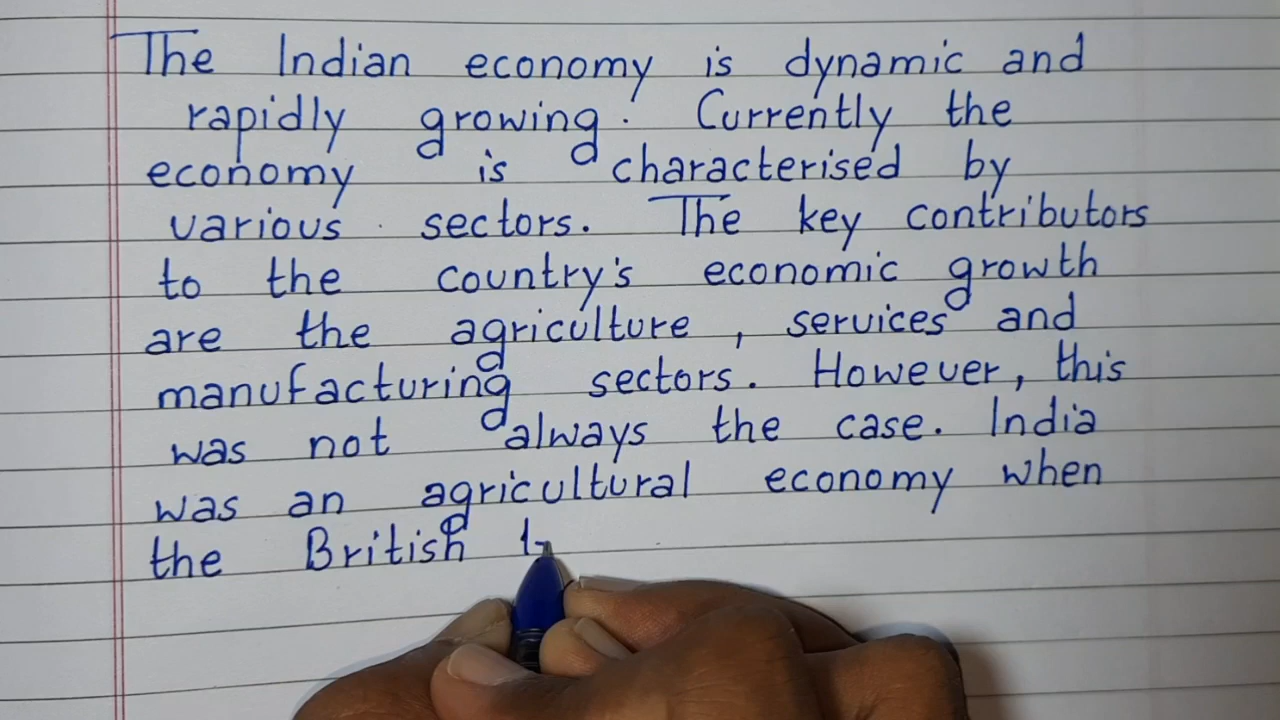 The Indian economy is dynamic and
rapidly growing. Currently the
economy is characterised by
various sectors. The key contributors
to the country's economic growth
are the agriculture, services and
manufacturing sectors. However, this
was not always the case. India
was an agricultural economy when
the British